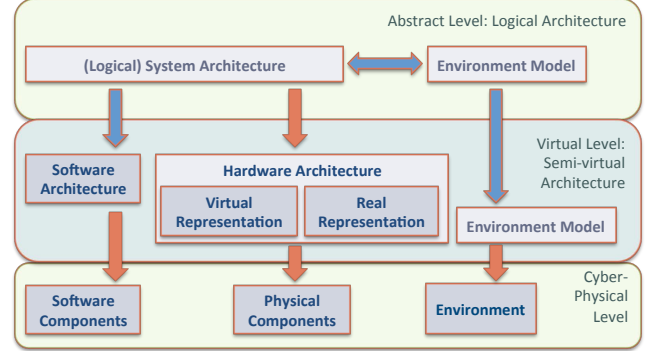 Abstract Level: Logical Architecture
(Logical) System Architecture
Environment Model
Virtual Level:
Semi-virtual
Architecture
Software
Architecture
Hardware Architecture
Virtual
Representation
Real
Representation
Environment Model
Cyber-
Physical
Level
Software
Components
Physical
Components
Environment